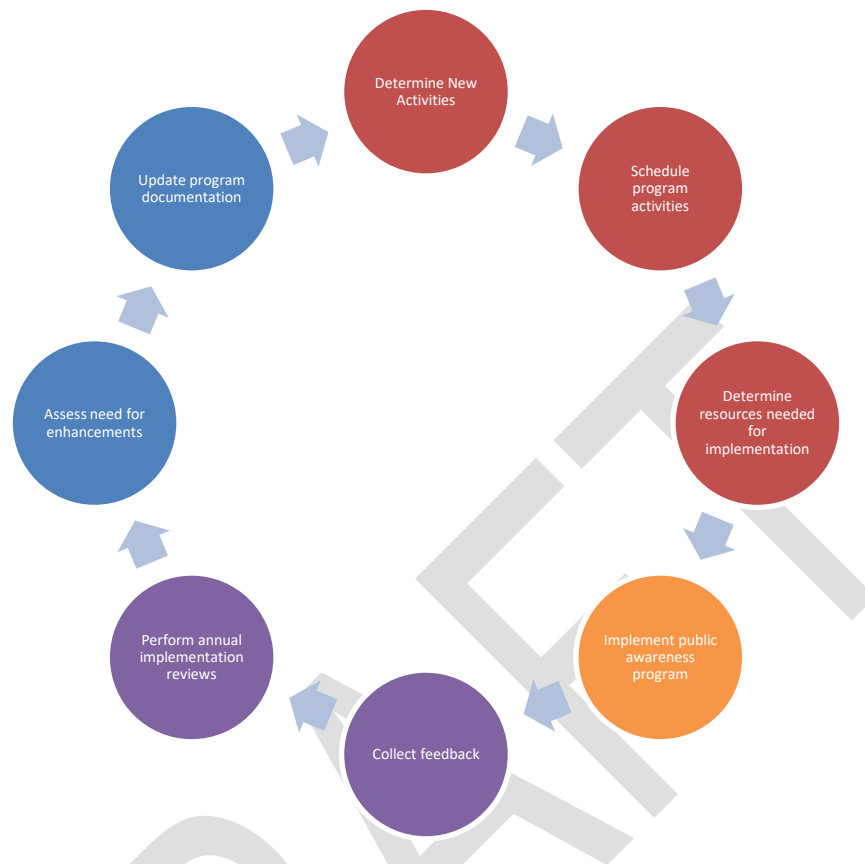 Determine New
Activities
Schedule
program
activities
Determine
resources needed
for
implementation
Implement public
awareness
program
Collect feedback
Perform annual
implementation
reviews
Assess need for
enhancements
Update program
documentation